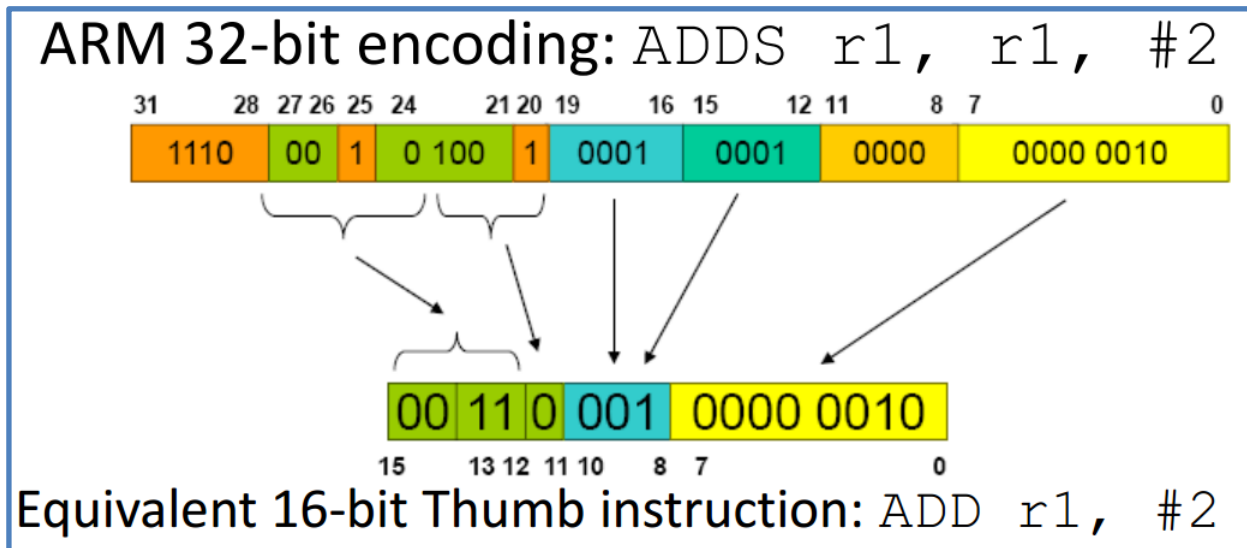 ARM 32-bit encoding: ADDS r1, r1, #2
31 28 27 26 25 24 21 20 19 16 15 12 11 8 7 0
1110 00 1 0 100 1 0001 0001 0000 0000 0010
00 11 0 001 0000 0010
15 13 12 11 10 8 7 0
Equivalent 16-bit Thumb instruction: ADD r1, #2